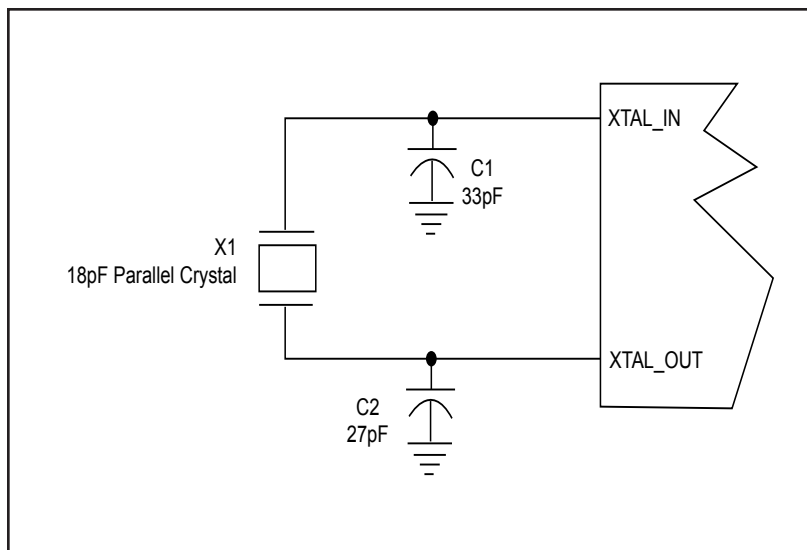 XTAL_IN
C1
33pF
X1
18pF Parallel Crystal
XTAL_OUT
C2
27pF